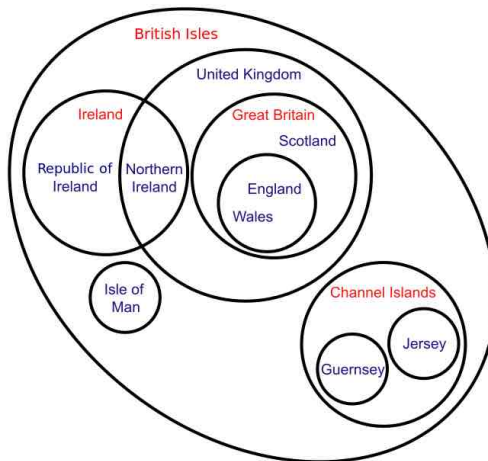 British Isles
United Kingdom
Ireland
Great Britain
Scotland
Republic of
Ireland
Northern
Ireland
England
Wales
Isle of
Man
Channel Islands
Jersey
Guernsey